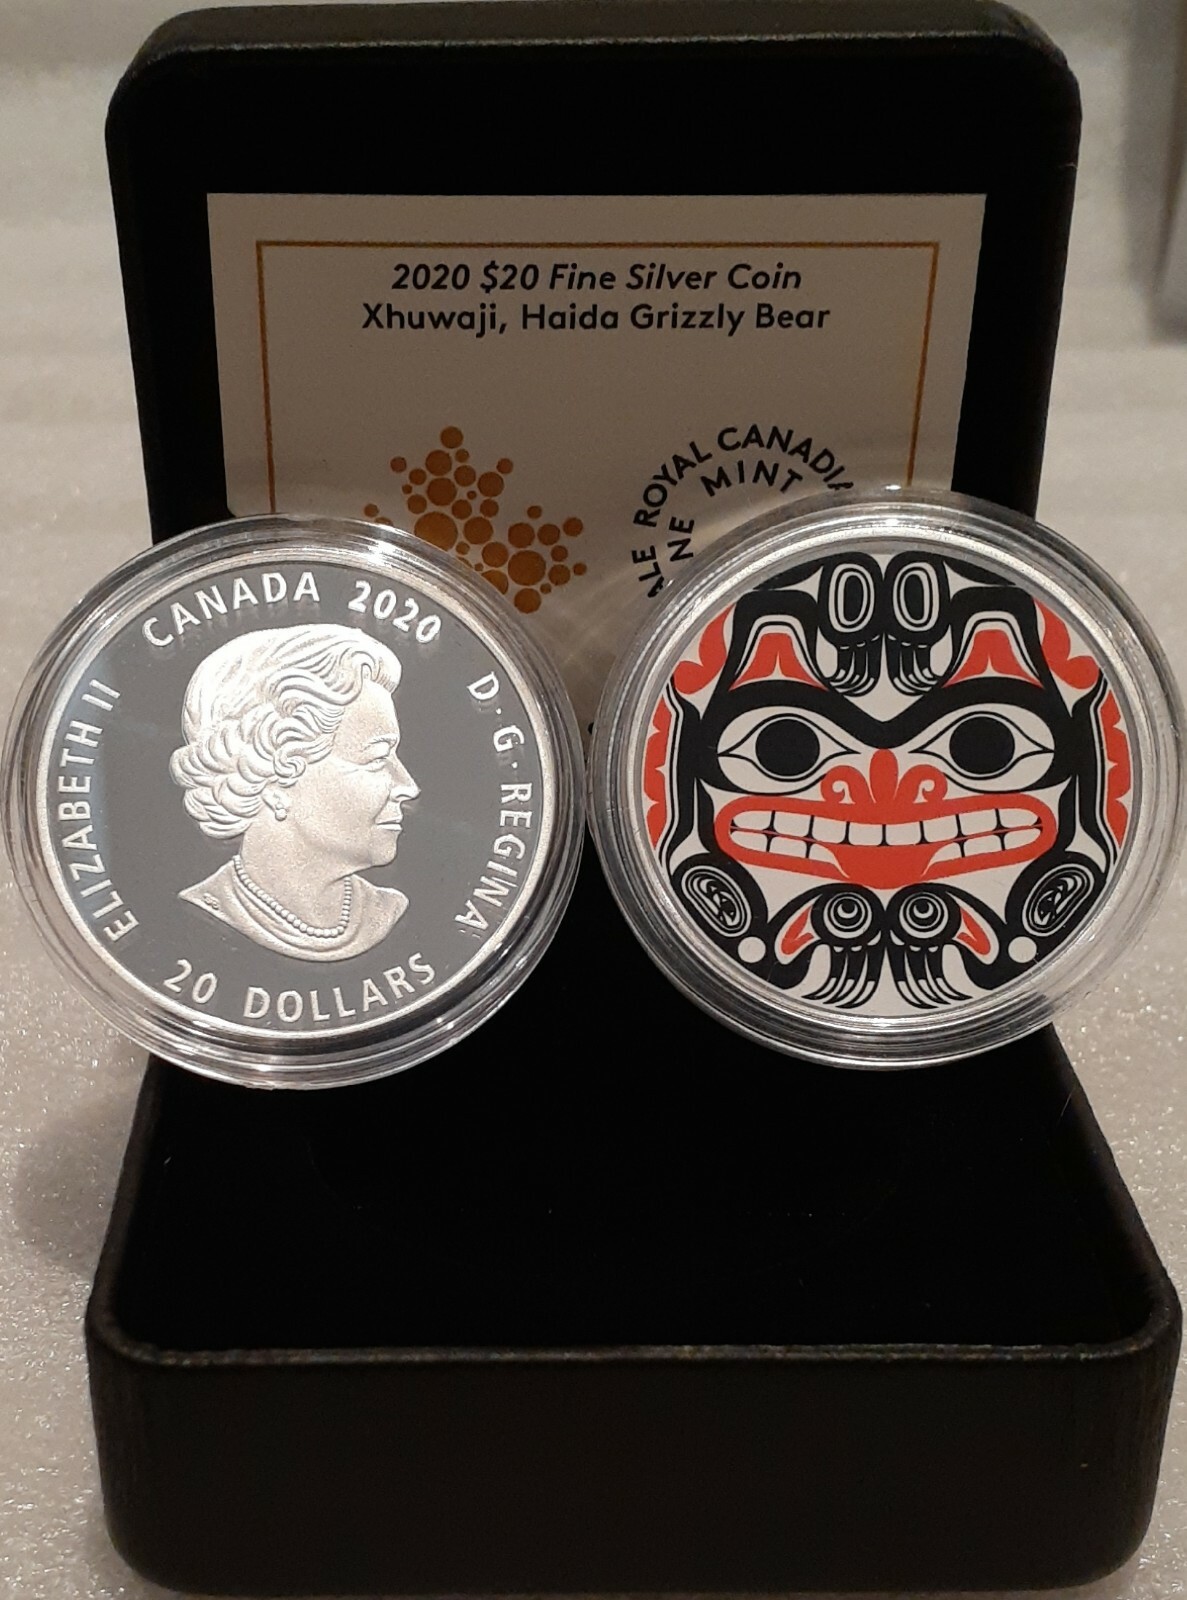 2020 $20 Fine Silver Coin
Xhuwaji, Haida Grizzly Bear
ROYAL CANADIA
MINT
ELIZABETH II
CANADA 2020
D·G·REGINA
20 DOLLARS